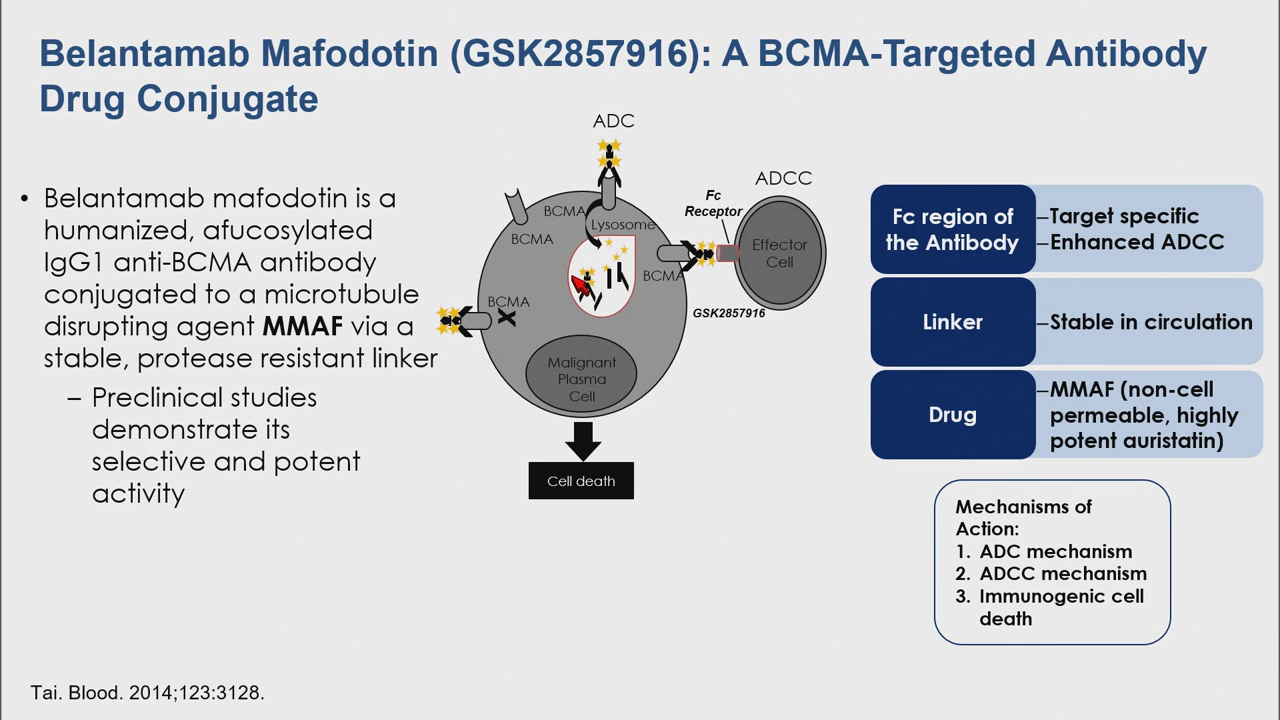 Belantamab Mafodotin (GSK2857916): A BCMA-Targeted Antibody
Drug Conjugate
• Belantamab mafodotin is a
humanized, afucosylated
IgG1 anti-BCMA antibody
conjugated to a microtubule
disrupting agent MMAF via a
stable, protease resistant linker
– Preclinical studies
demonstrate its
selective and potent
activity
ADC
BCMA
BCMA
Lysosome
BCMA
X
BCMA
Fc
Receptor
ADCC
Effector
Cell
GSK2857916
Malignant
Plasma
Cell
Cell death
Fc region of
the Antibody
–Target specific
–Enhanced ADCC
Linker
–Stable in circulation
Drug
–MMAF (non-cell
permeable, highly
potent auristatin)
Mechanisms of
Action:
1. ADC mechanism
2. ADCC mechanism
3. Immunogenic cell
death
Tai. Blood. 2014;123:3128.